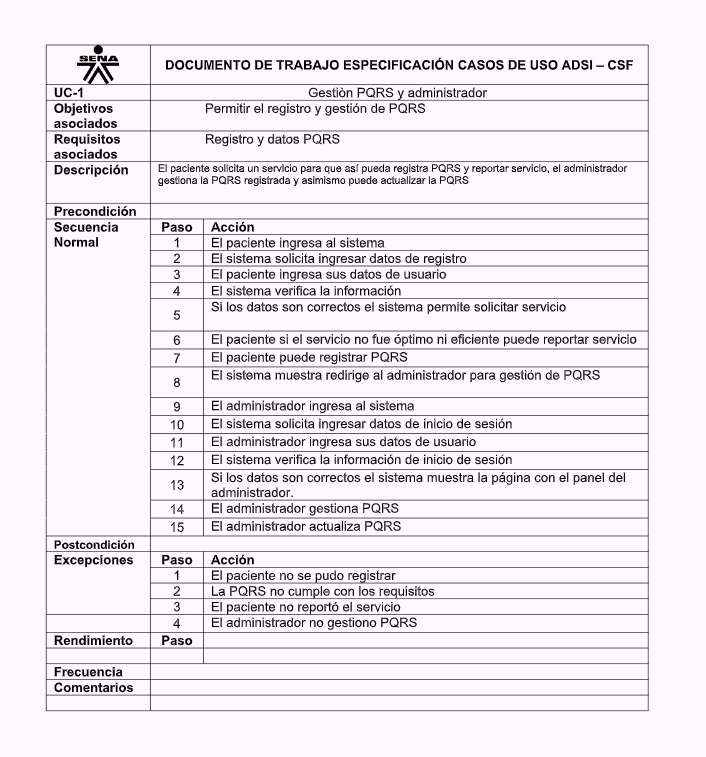 SENA
DOCUMENTO DE TRABAJO ESPECIFICACIÓN CASOS DE USO ADSI – CSF
UC-1 Gestiòn PQRS y administrador
Objetivos asociados Permitir el registro y gestión de PQRS
Requisitos asociados Registro y datos PQRS
Descripción El paciente solicita un servicio para que así pueda registra PQRS y reportar servicio, el administrador
gestiona la PQRS registrada y asimismo puede actualizar la PQRS
Precondición
Secuencia Normal
Paso Acción
1 El paciente ingresa al sistema
2 El sistema solicita ingresar datos de registro
3 El paciente ingresa sus datos de usuario
4 El sistema verifica la información
5 Si los datos son correctos el sistema permite solicitar servicio
6 El paciente si el servicio no fue óptimo ni eficiente puede reportar servicio
7 El paciente puede registrar PQRS
8 El sistema muestra redirige al administrador para gestión de PQRS
9 El administrador ingresa al sistema
10 El sistema solicita ingresar datos de inicio de sesión
11 El administrador ingresa sus datos de usuario
12 El sistema verifica la información de inicio de sesión
13 Si los datos son correctos el sistema muestra la página con el panel del
administrador.
14 El administrador gestiona PQRS
15 El administrador actualiza PQRS
Postcondición
Excepciones Paso Acción
1 El paciente no se pudo registrar
2 La PQRS no cumple con los requisitos
3 El paciente no reportó el servicio
4 El administrador no gestiono PQRS
Rendimiento Paso
Frecuencia
Comentarios